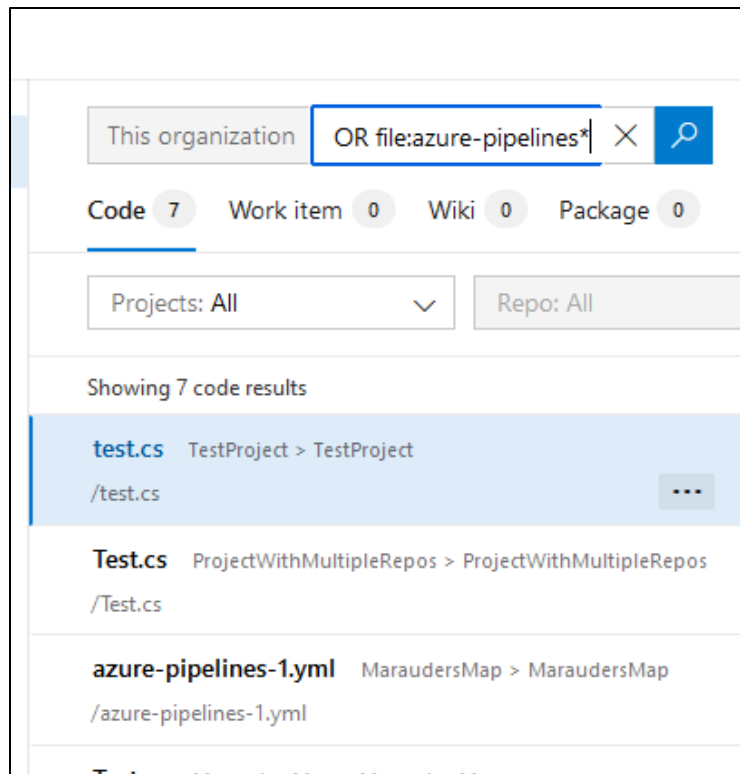 This organization OR file:azure-pipelines*
Code 7 Work item 0 Wiki 0 Package 0
Projects: All Repo: All
Showing 7 code results
test.cs TestProject > TestProject
/test.cs
Test.cs ProjectWithMultipleRepos > ProjectWithMultipleRepos
/Test.cs
azure-pipelines-1.yml MaraudersMap > MaraudersMap
/azure-pipelines-1.yml